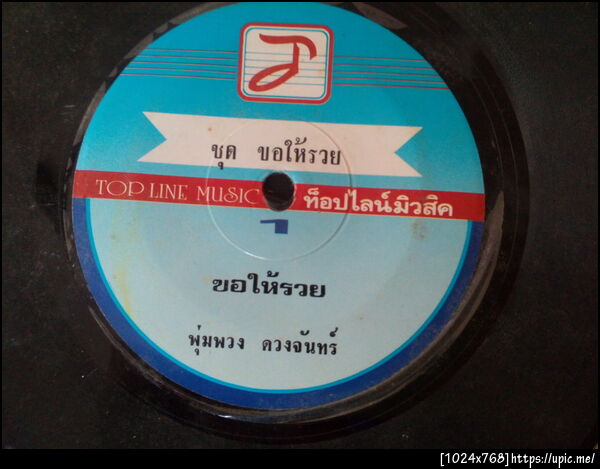 ชุด ขอให้รวย
TOP LINE MUSIC ท็อปไลน์มิวสิค
1
ขอให้รวย
พุ่มพวง ดวงจันทร์
[1024x768]https://upic.me/